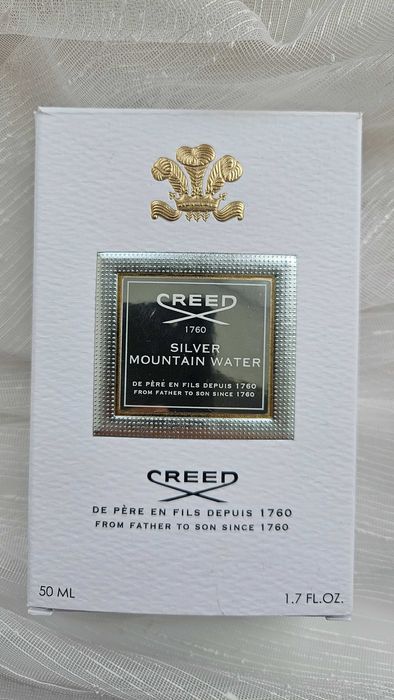 CREED
1760
SILVER
MOUNTAIN WATER
DE PÈRE EN FILS DEPUIS 1760
FROM FATHER TO SON SINCE 1760
CREED
DE PÈRE EN FILS DEPUIS 1760
FROM FATHER TO SON SINCE 1760
50 ML 1.7 FL.OZ.